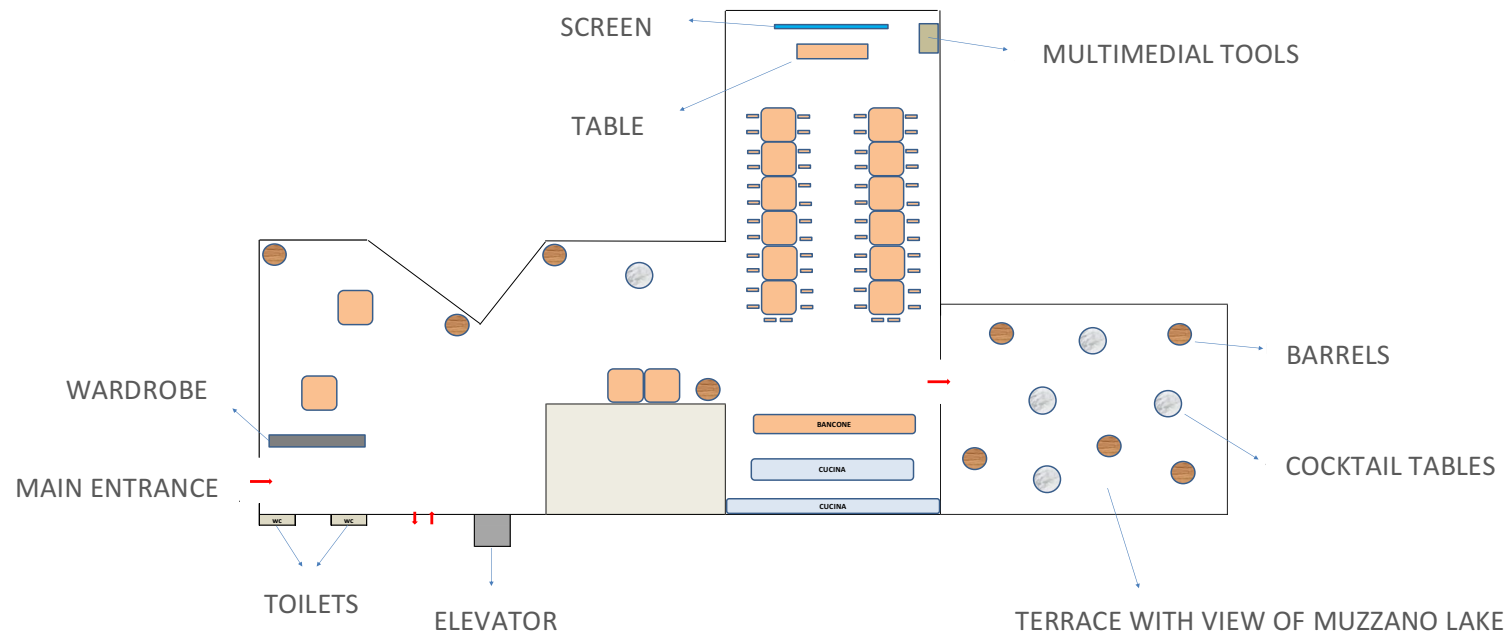 SCREEN
MULTIMEDIAL TOOLS
TABLE
BARRELS
WARDROBE
BANCONE
COCKTAIL TABLES
CUCINA
MAIN ENTRANCE
CUCINA
WC
WC
TOILETS
ELEVATOR
TERRACE WITH VIEW OF MUZZANO LAKE